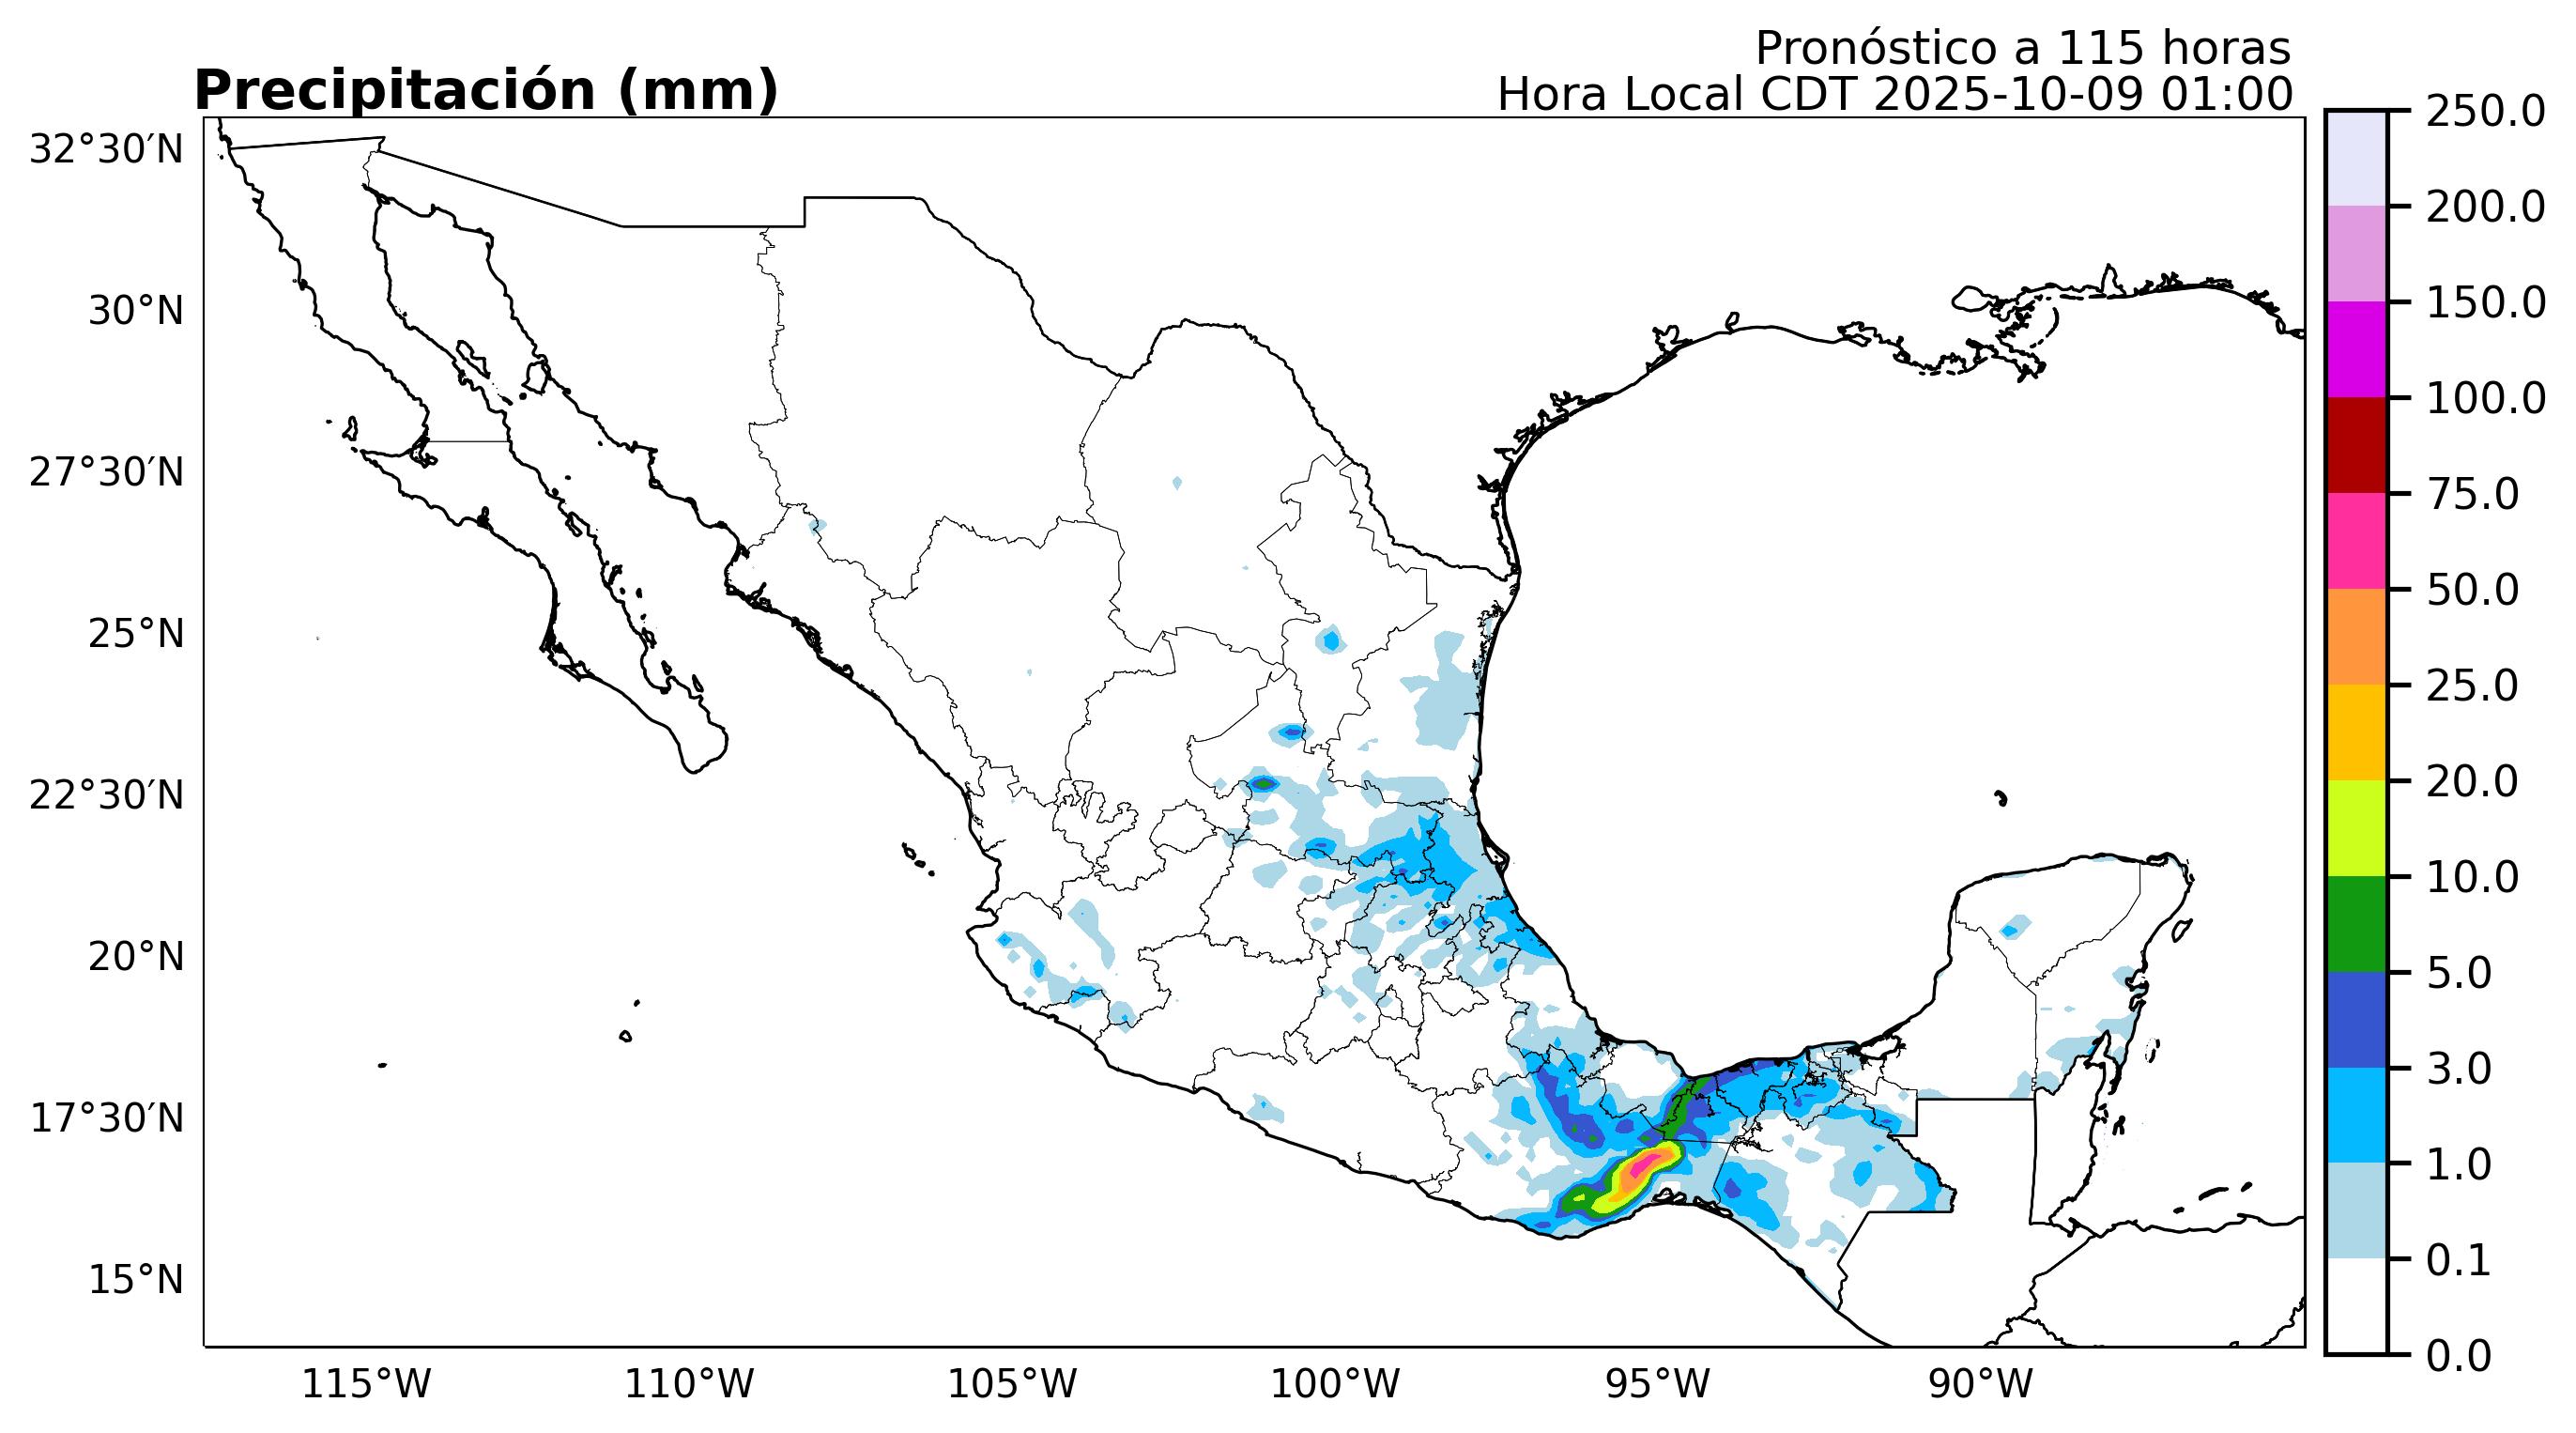 Pronóstico a 115 horas
Precipitación (mm)
Hora Local CDT 2025-10-09 01:00
32°30′N
30°N
27°30′N
25°N
22°30′N
20°N
17°30′N
15°N
115°W
110°W
105°W
100°W
95°W
90°W
250.0
200.0
150.0
100.0
75.0
50.0
25.0
20.0
10.0
5.0
3.0
1.0
0.1
0.0